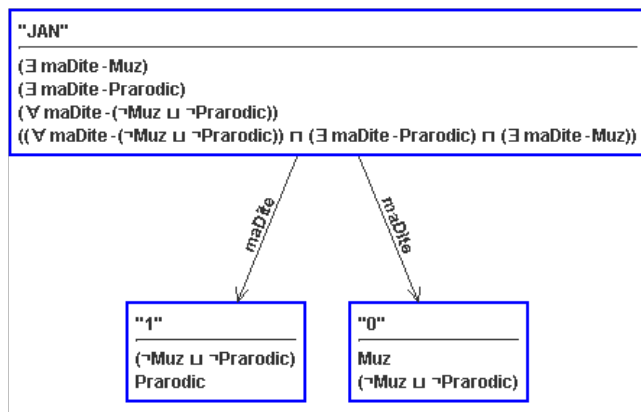 "JAN"
(∃ maDite - Muz)
(∃ maDite - Prarodic)
(∀ maDite - (¬Muz ⊔ ¬Prarodic))
((∀ maDite - (¬Muz ⊔ ¬Prarodic)) ⊓ (∃ maDite - Prarodic) ⊓ (∃ maDite - Muz))
maDite
maDite
"1"
(¬Muz ⊔ ¬Prarodic)
Prarodic
"0"
Muz
(¬Muz ⊔ ¬Prarodic)